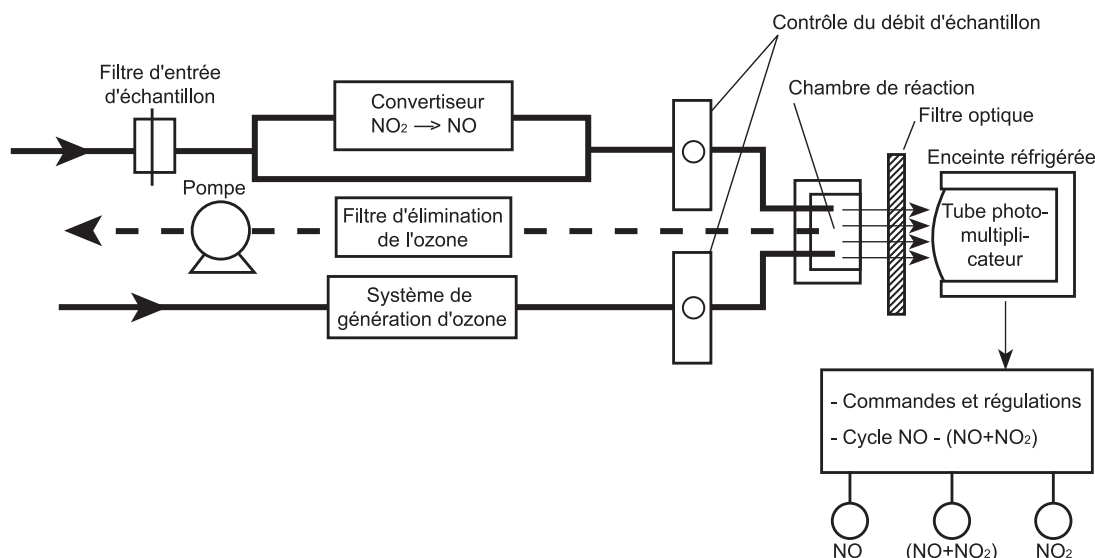 Contrôle du débit d'échantillon
Filtre d'entrée
d'échantillon
Convertiseur
NO₂ → NO
Chambre de réaction
Filtre optique
Enceinte réfrigérée
Pompe
Filtre d'élimination
de l'ozone
Tube photo-
multipli-
cateur
Système de
génération d'ozone
- Commandes et régulations
- Cycle NO - (NO+NO₂)
NO
(NO+NO₂)
NO₂